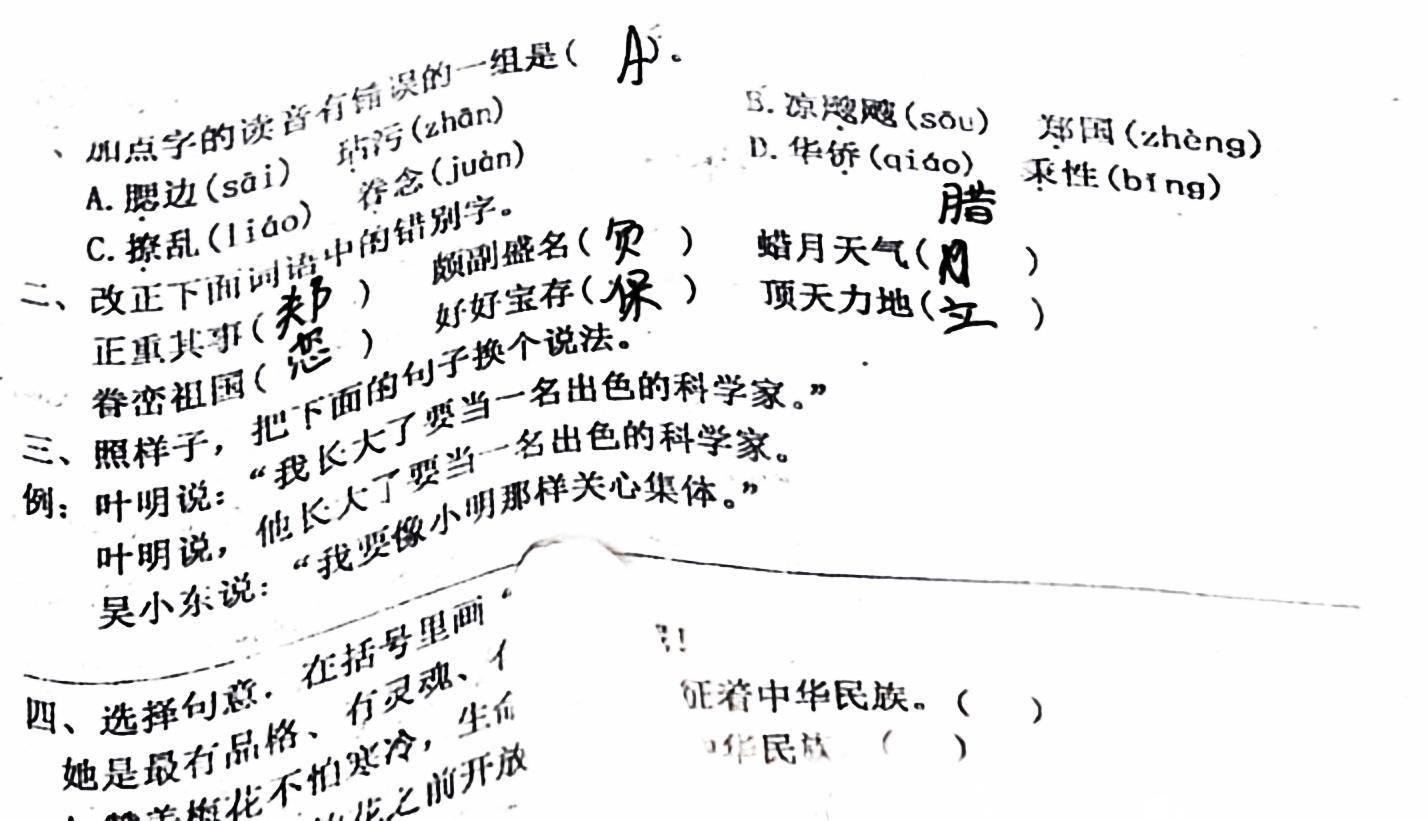 、加点字的读音有错误的一组是( A )。
A.腮边(sāi) 玷污(zhān) B.凉飕飕(sōu) 郑国(zhèng)
C.撩乱(liáo) 眷念(juàn) D.华侨(qiáo) 秉性(bǐng)
二、改正下面词语中的错别字。
正重其事( 郑 ) 颇副盛名( 负 ) 蜡月天气( 腊月 )
眷峦祖国( 恋 ) 好好宝存( 保 ) 顶天力地( 立 )
三、照样子，把下面的句子换个说法。
例：叶明说：“我长大了要当一名出色的科学家。”
叶明说，他长大了要当一名出色的科学家。
吴小东说：“我要像小明那样关心集体。”
四、选择句意，在括号里画“ !
她是最有品格、有灵魂、 征着中华民族。( )
梅花不怕寒冷，生命 华民族 ( )
花之前开放